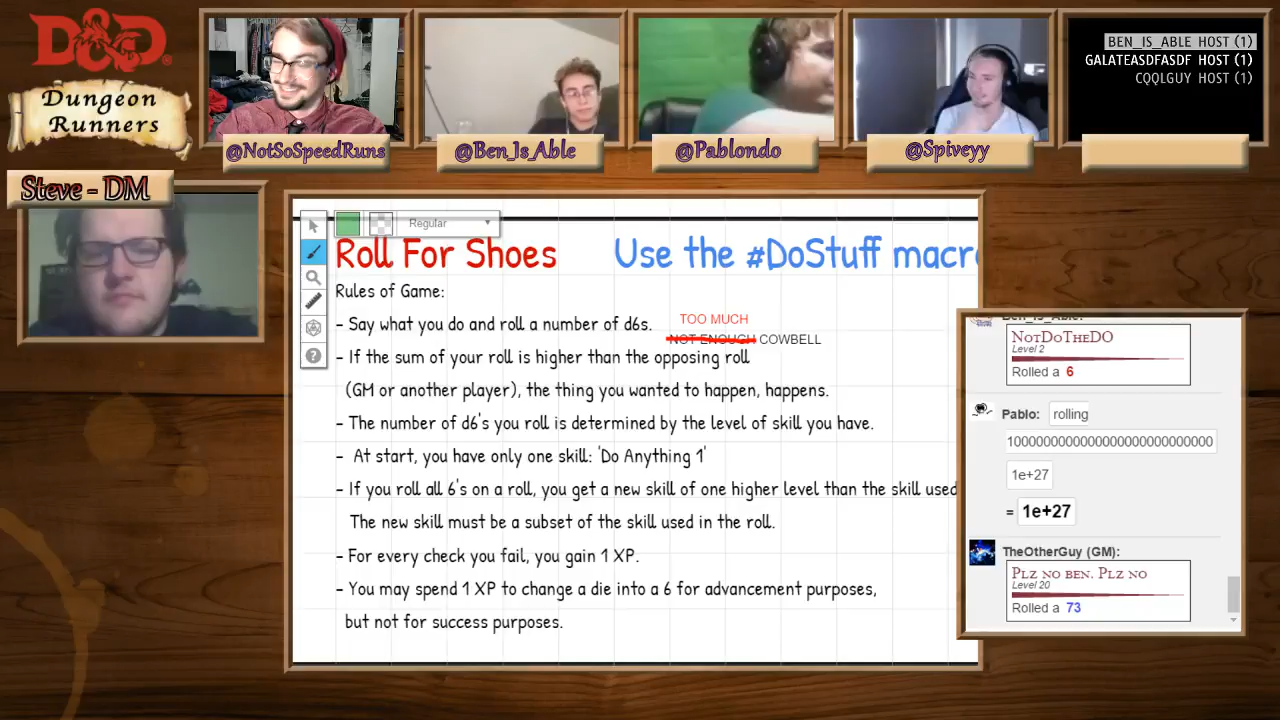 D&D
Dungeon
Runners
@NotSoSpeedRuns
@Ben_Is_Able
@Pablondo
@Spiveyy
BEN_IS_ABLE HOST (1)
GALATEASDFASDF HOST (1)
CQQLGUY HOST (1)
Steve - DM
Regular
Roll For Shoes
Use the #DoStuff macro
Rules of Game:
- Say what you do and roll a number of d6s.
TOO MUCH
NOT ENOUGH COWBELL
- If the sum of your roll is higher than the opposing roll
(GM or another player), the thing you wanted to happen, happens.
- The number of d6's you roll is determined by the level of skill you have.
- At start, you have only one skill: 'Do Anything 1'
- If you roll all 6's on a roll, you get a new skill of one higher level than the skill used
The new skill must be a subset of the skill used in the roll.
- For every check you fail, you gain 1 XP.
- You may spend 1 XP to change a die into a 6 for advancement purposes,
but not for success purposes.
Ben_Is_Able:
NotDoTheDO
Level 2
Rolled a 6
Pablo: rolling
1000000000000000000000000000
1e+27
= 1e+27
TheOtherGuy (GM):
Plz no ben. Plz no
Level 20
Rolled a 73